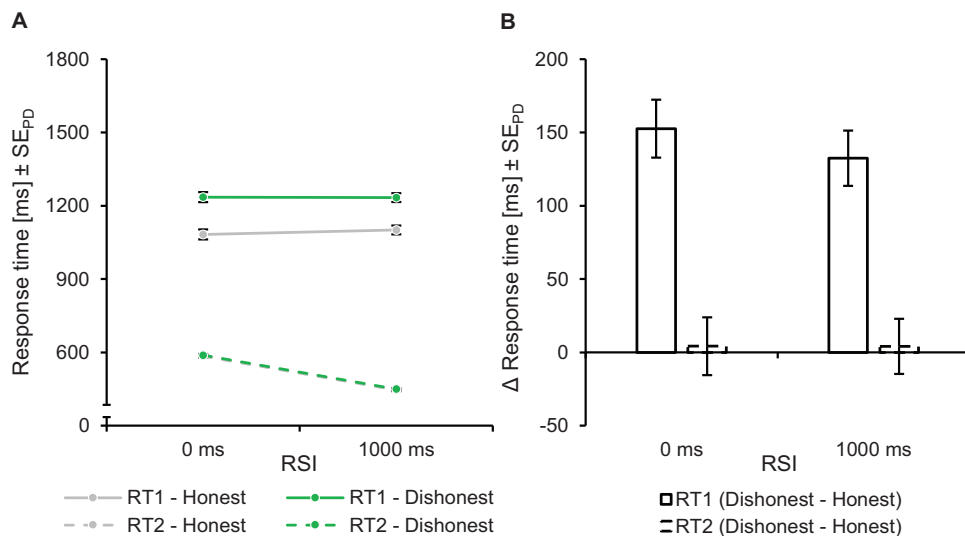 A
Response time [ms] ± SE_PD
1800
1500
1200
900
600
0
0 ms
1000 ms
RSI
RT1 - Honest
RT1 - Dishonest
RT2 - Honest
RT2 - Dishonest
B
Δ Response time [ms] ± SE_PD
200
150
100
50
0
-50
0 ms
1000 ms
RSI
RT1 (Dishonest - Honest)
RT2 (Dishonest - Honest)